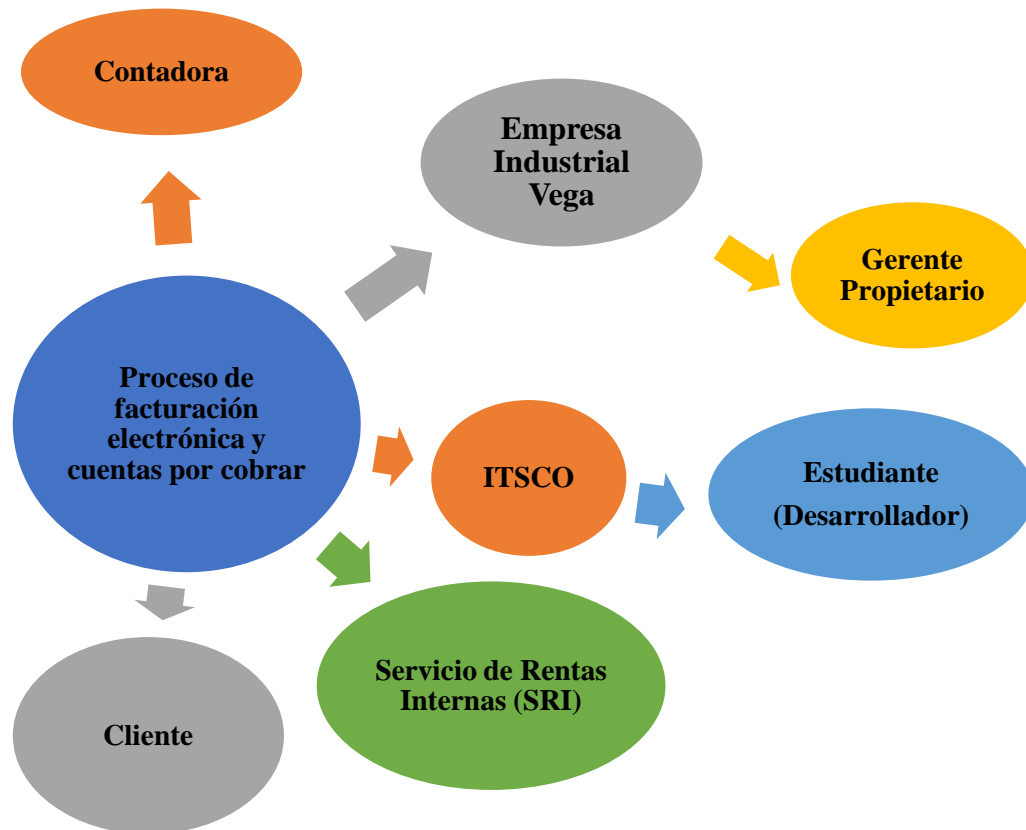 Contadora
Empresa
Industrial
Vega
Gerente
Propietario
Proceso de
facturación
electrónica y
cuentas por cobrar
ITSCO
Estudiante
(Desarrollador)
Servicio de Rentas
Internas (SRI)
Cliente